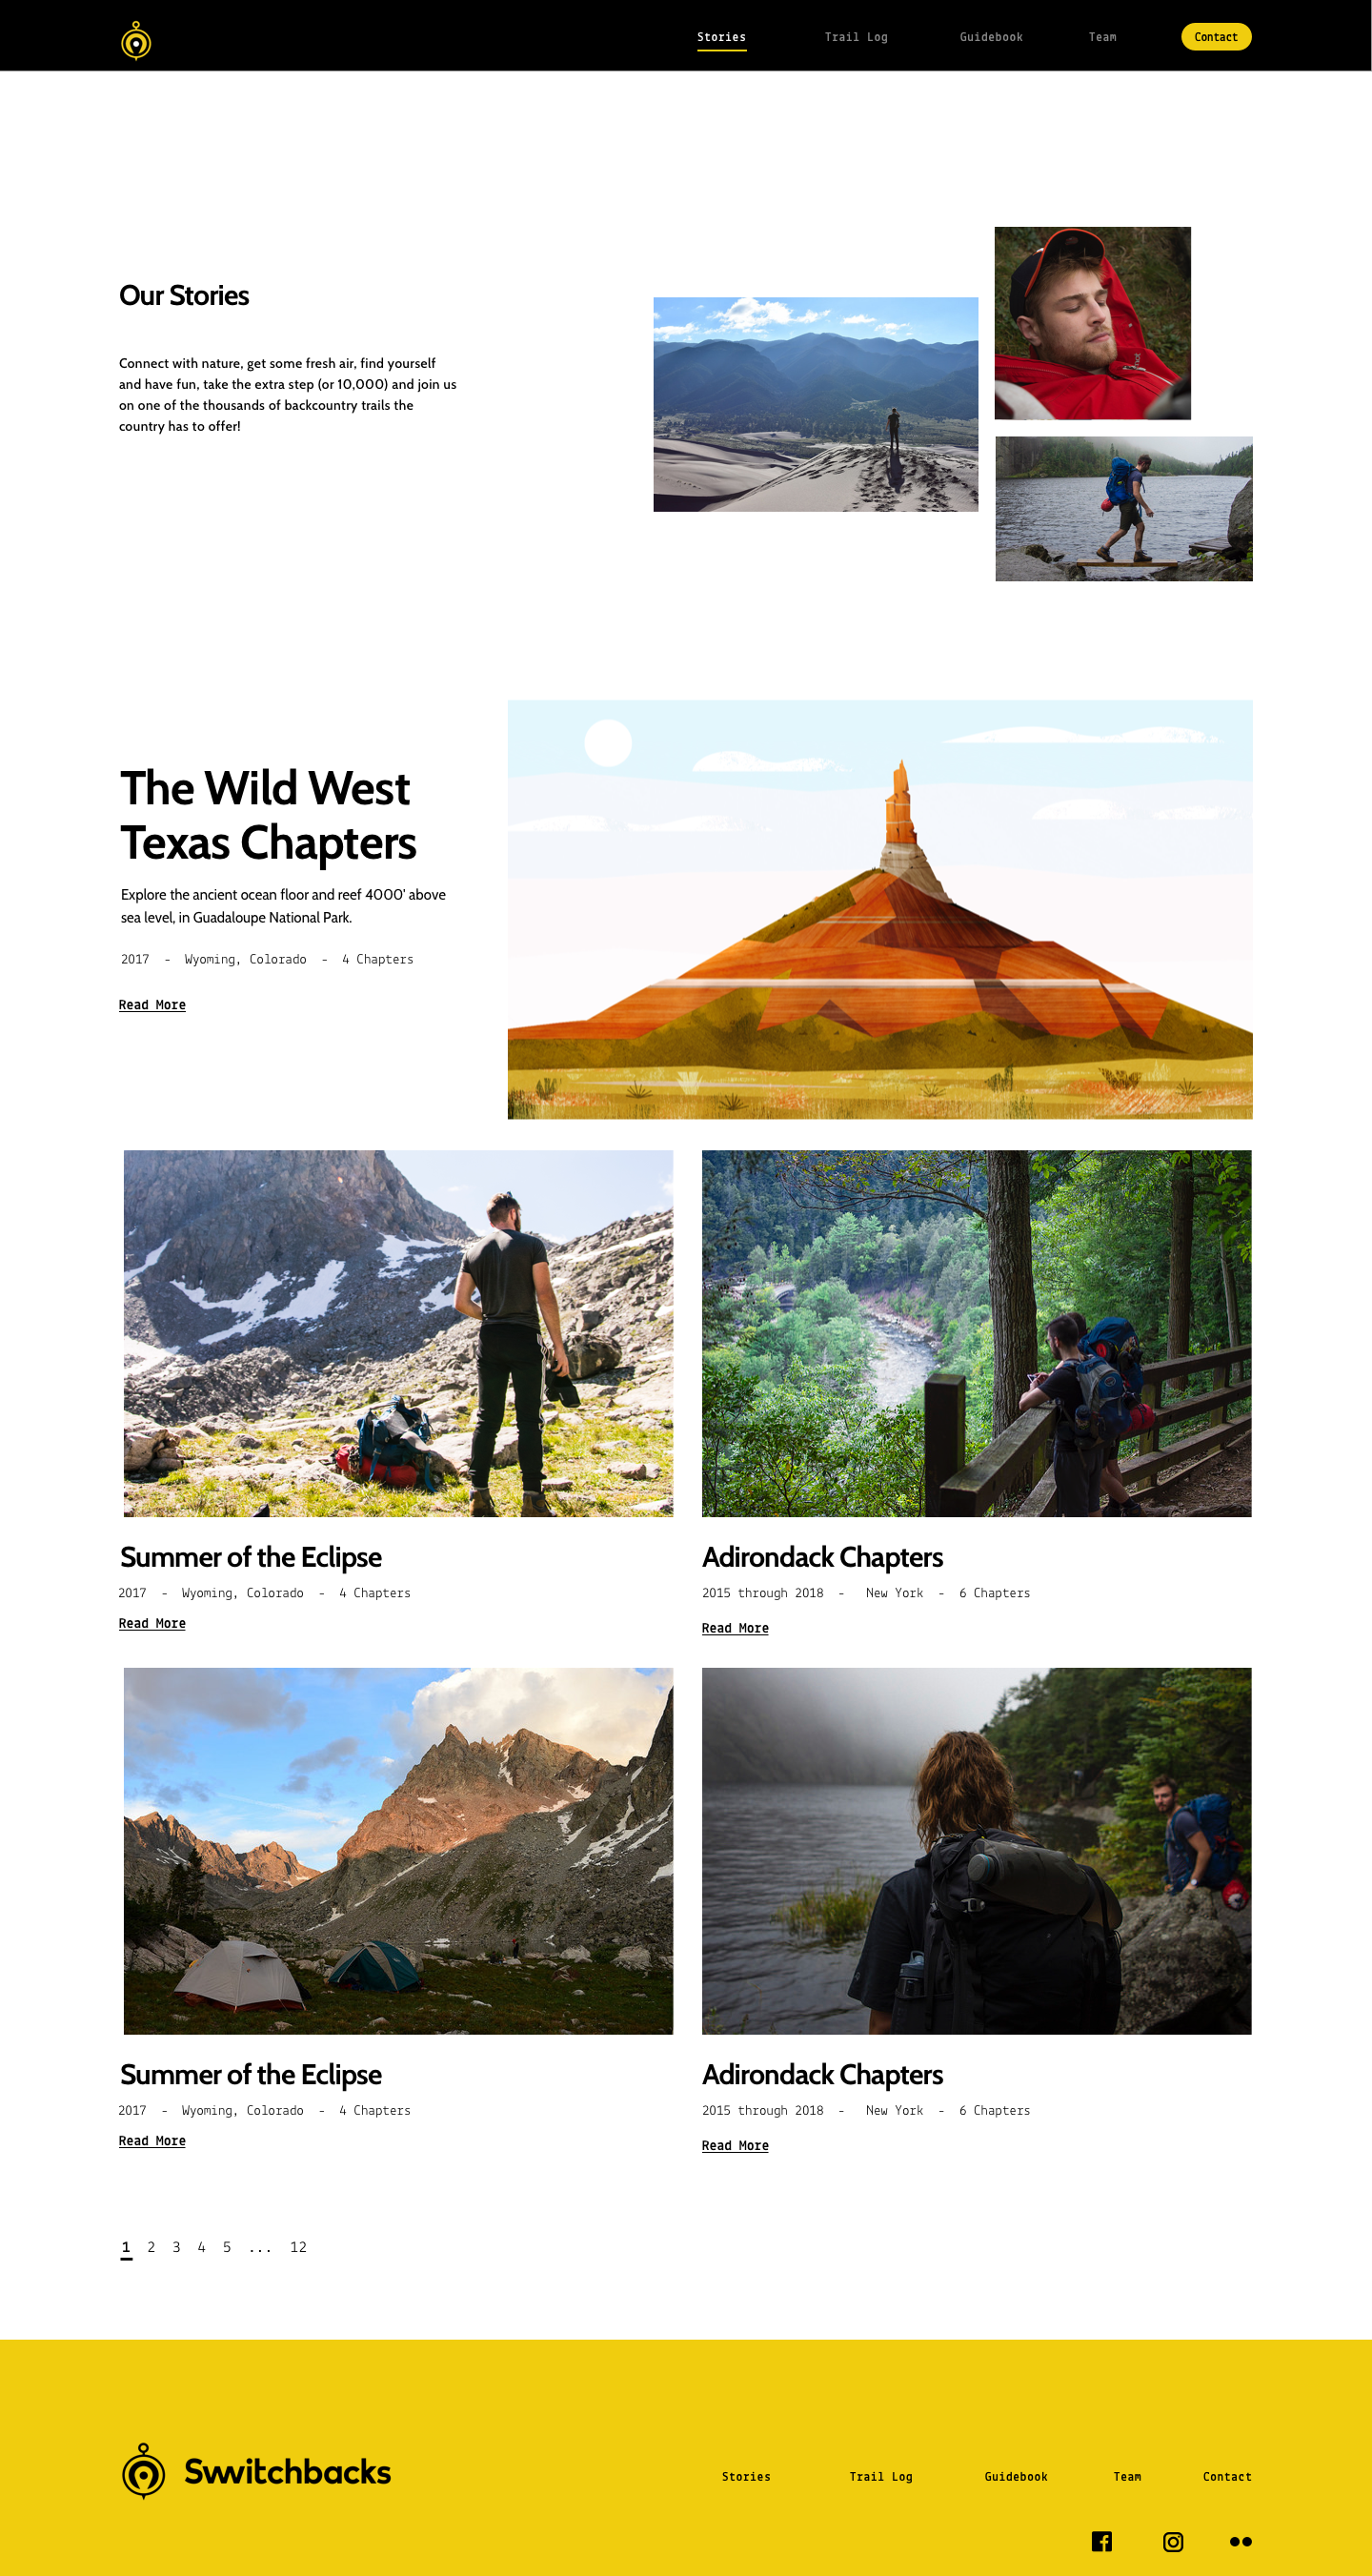 Stories Trail Log Guidebook Team Contact
Our Stories
Connect with nature, get some fresh air, find yourself
and have fun, take the extra step (or 10,000) and join us
on one of the thousands of backcountry trails the
country has to offer!
The Wild West
Texas Chapters
Explore the ancient ocean floor and reef 4000' above
sea level, in Guadaloupe National Park.
2017 - Wyoming, Colorado - 4 Chapters
Read More
Summer of the Eclipse
2017 - Wyoming, Colorado - 4 Chapters
Read More
Adirondack Chapters
2015 through 2018 - New York - 6 Chapters
Read More
Summer of the Eclipse
2017 - Wyoming, Colorado - 4 Chapters
Read More
Adirondack Chapters
2015 through 2018 - New York - 6 Chapters
Read More
1 2 3 4 5 ... 12
Switchbacks
Stories Trail Log Guidebook Team Contact